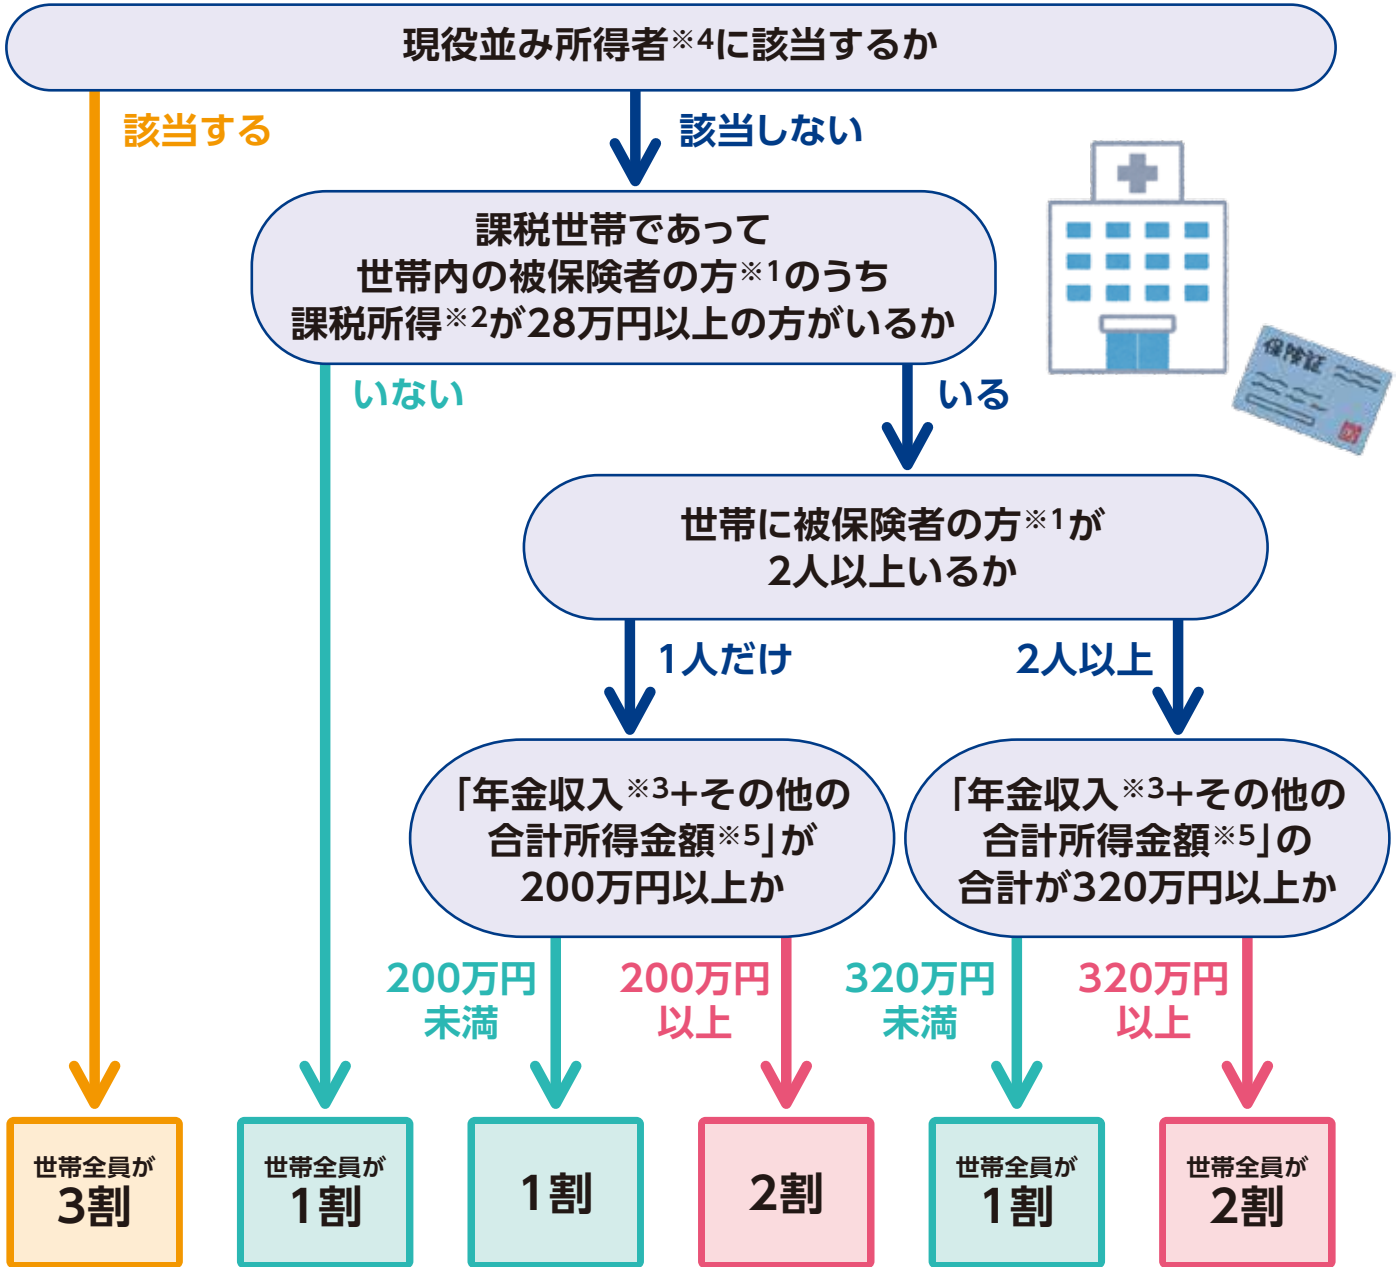 現役並み所得者※4に該当するか
該当する
該当しない
課税世帯であって
世帯内の被保険者の方※1のうち
課税所得※2が28万円以上の方がいるか
保険証
いない
いる
世帯に被保険者の方※1が
2人以上いるか
1人だけ
2人以上
「年金収入※3+その他の
合計所得金額※5」が
200万円以上か
「年金収入※3+その他の
合計所得金額※5」の
合計が320万円以上か
200万円
未満
200万円
以上
320万円
未満
320万円
以上
世帯全員が
3割
世帯全員が
1割
1割
2割
世帯全員が
1割
世帯全員が
2割